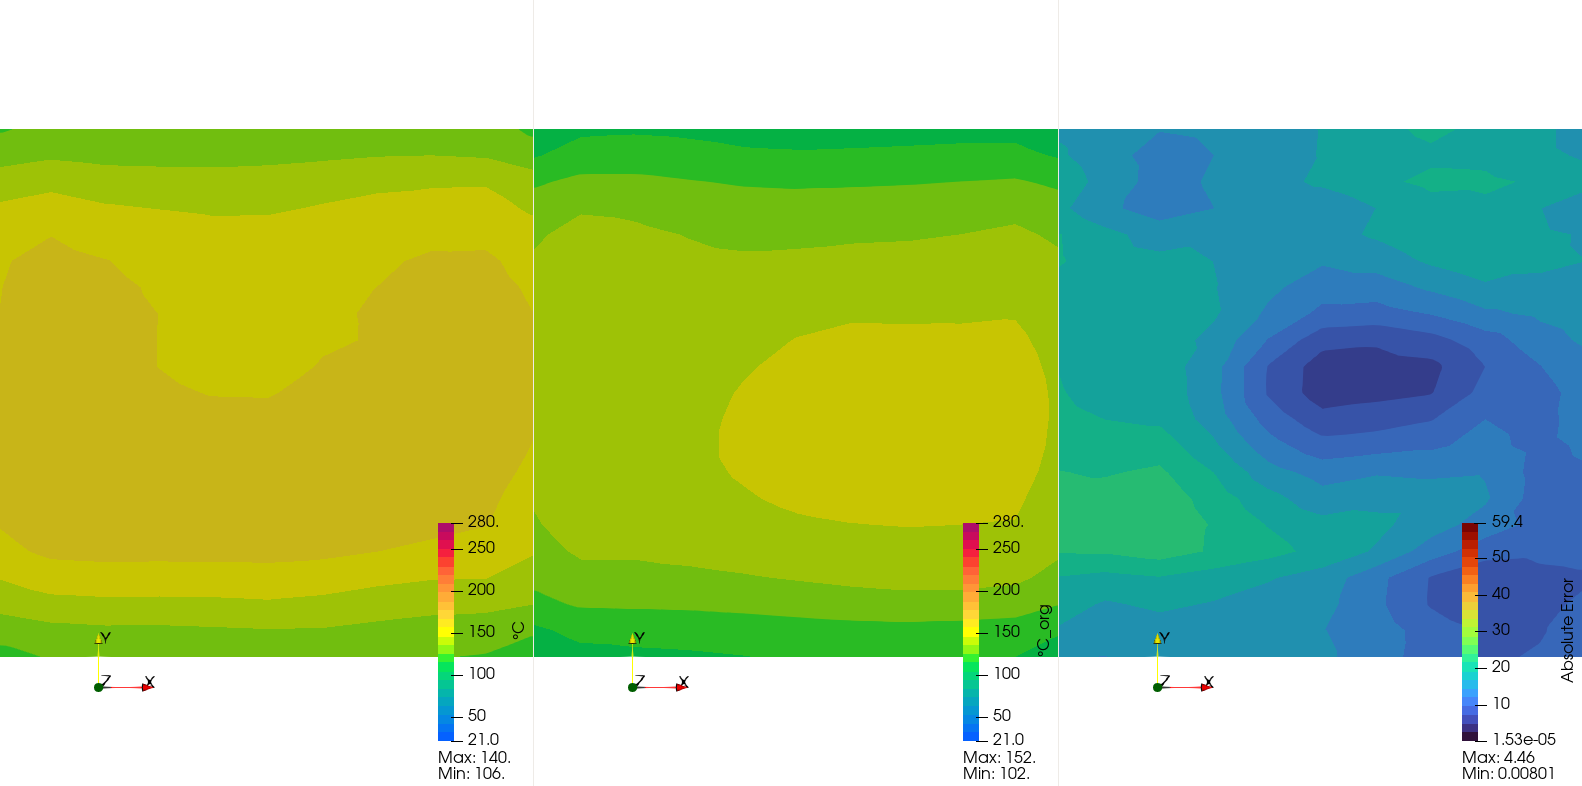 280.
250
200
150
100
50
21.0
°C
Max: 140.
Min: 106.
Y
Z
X
280.
250
200
150
100
50
21.0
°C_org
Max: 152.
Min: 102.
Y
Z
X
59.4
50
40
30
20
10
1.53e-05
Absolute Error
Max: 4.46
Min: 0.00801
Y
Z
X